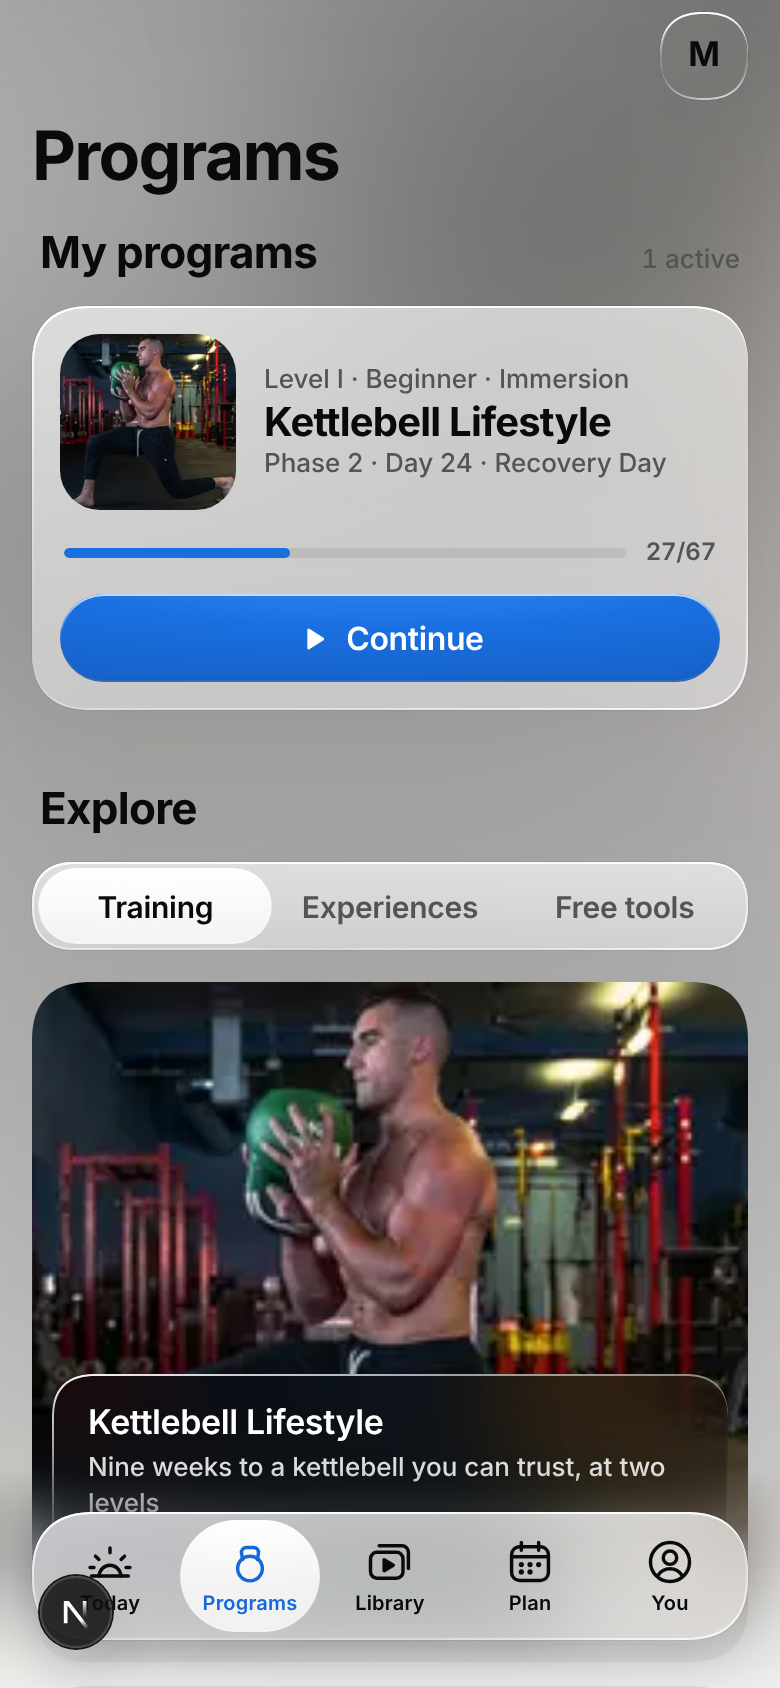 M
Programs
My programs
1 active
Level I · Beginner · Immersion
Kettlebell Lifestyle
Phase 2 · Day 24 · Recovery Day
27/67
Continue
Explore
Training
Experiences
Free tools
Kettlebell Lifestyle
Nine weeks to a kettlebell you can trust, at two
levels
Today
Programs
Library
Plan
You
N